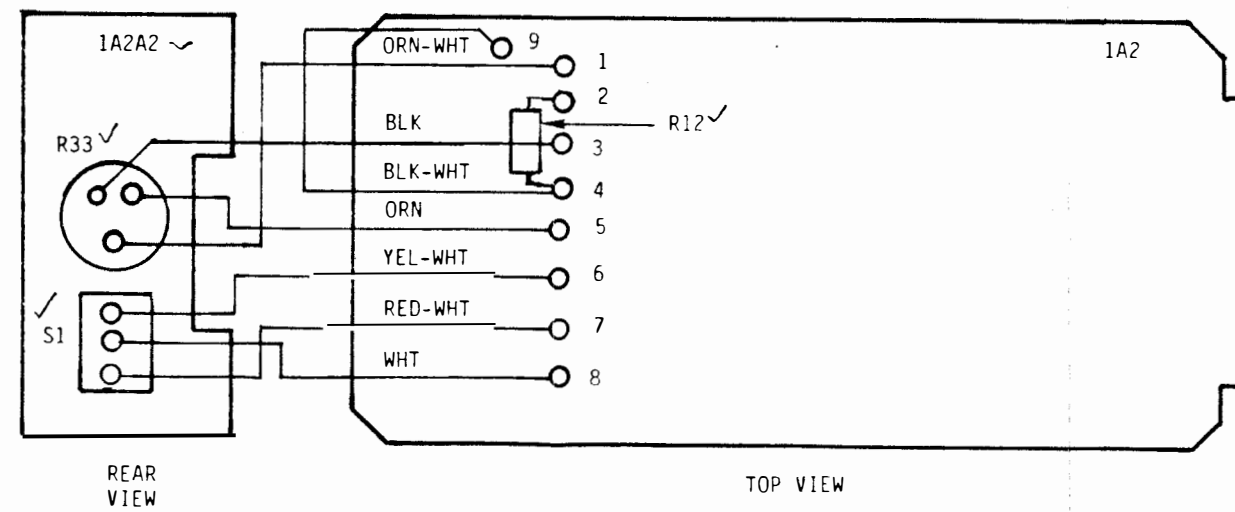 1A2A2
ORN-WHT
9
1A2
1
2
R12
R33
BLK
3
BLK-WHT
4
ORN
5
YEL-WHT
6
S1
RED-WHT
7
WHT
8
REAR
VIEW
TOP VIEW